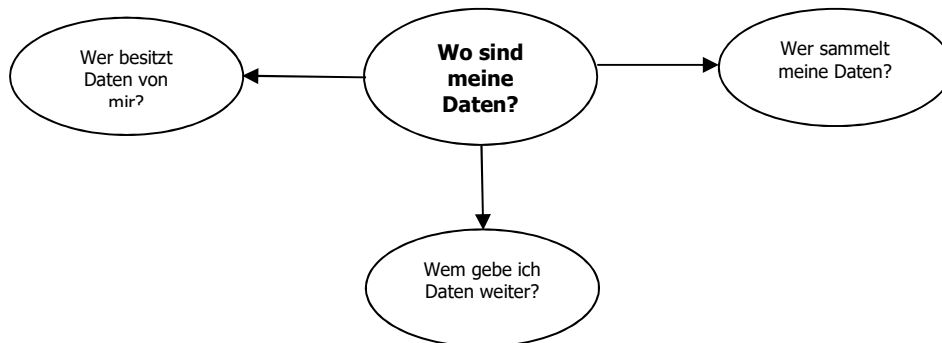 Wer besitzt
Daten von
mir?
Wo sind
meine
Daten?
Wer sammelt
meine Daten?
Wem gebe ich
Daten weiter?